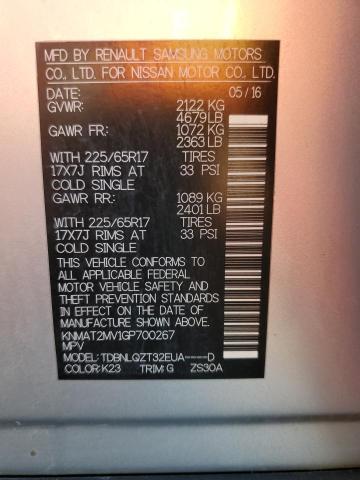 MFD BY RENAULT SAMSUNG MOTORS
CO., LTD. FOR NISSAN MOTOR CO., LTD.
DATE: 05/16
GVWR: 2122 KG
4679 LB
GAWR FR: 1072 KG
2363 LB
WITH 225/65R17 TIRES
17X7J RIMS AT 33 PSI
COLD SINGLE
GAWR RR: 1089 KG
2401 LB
WITH 225/65R17 TIRES
17X7J RIMS AT 33 PSI
COLD SINGLE
THIS VEHICLE CONFORMS TO
ALL APPLICABLE FEDERAL
MOTOR VEHICLE SAFETY AND
THEFT PREVENTION STANDARDS
IN EFFECT ON THE DATE OF
MANUFACTURE SHOWN ABOVE.
KNMAT2MV1GP700267
MPV
MODEL: TDBNLQZT32EUA----D
COLOR: K23 TRIM: G ZS30A